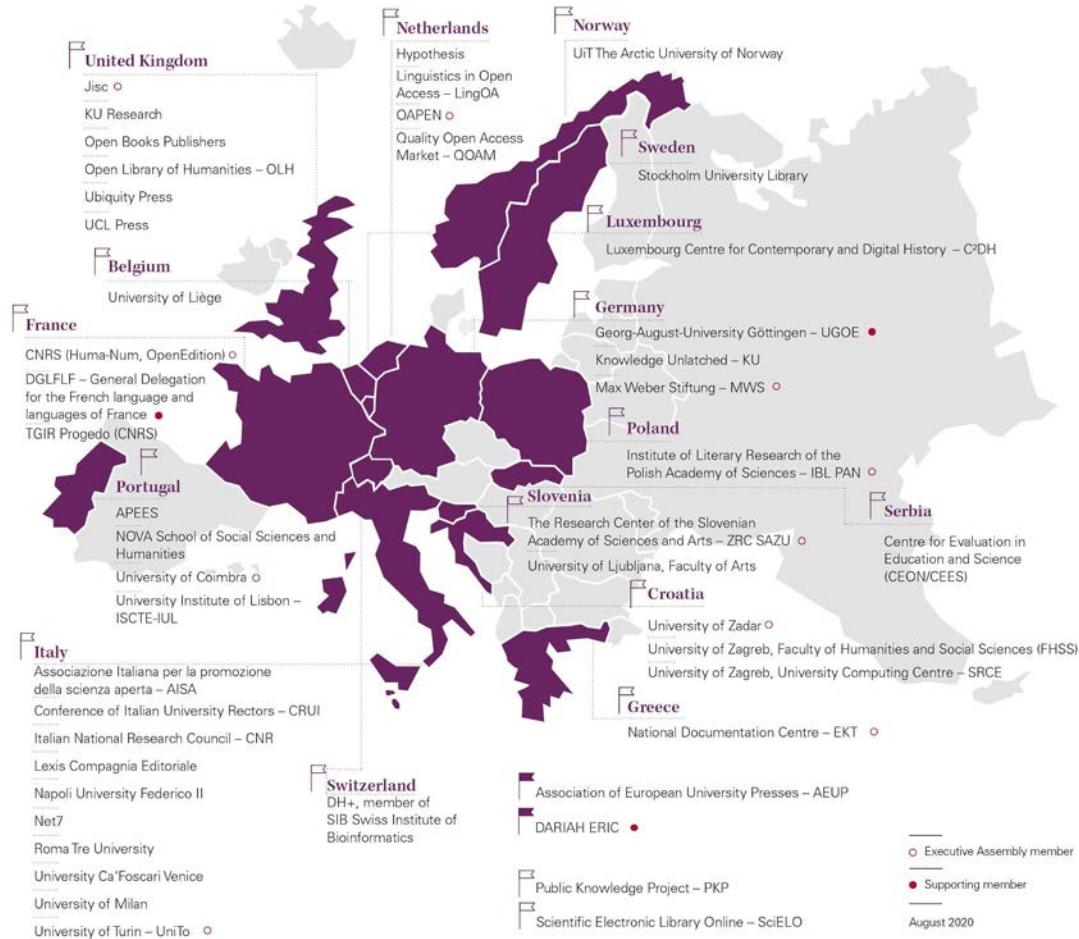 United Kingdom
Jisc
KU Research
Open Books Publishers
Open Library of Humanities – OLH
Ubiquity Press
UCL Press
Netherlands
Hypothesis
Linguistics in Open
Access – LingOA
OAPEN
Quality Open Access
Market – QOAM
Norway
UiT The Arctic University of Norway
Sweden
Stockholm University Library
Luxembourg
Luxembourg Centre for Contemporary and Digital History – C²DH
Belgium
University of Liège
Germany
Georg-August-University Göttingen – UGOE
Knowledge Unlatched – KU
Max Weber Stiftung – MWS
France
CNRS (Huma-Num, OpenEdition)
DGLFLF – General Delegation
for the French language and
languages of France
TGIR Progedo (CNRS)
Poland
Institute of Literary Research of the
Polish Academy of Sciences – IBL PAN
Portugal
APEES
NOVA School of Social Sciences and
Humanities
University of Coimbra
University Institute of Lisbon –
ISCTE-IUL
Slovenia
The Research Center of the Slovenian
Academy of Sciences and Arts – ZRC SAZU
University of Ljubljana, Faculty of Arts
Serbia
Centre for Evaluation in
Education and Science
(CEON/CEES)
Croatia
University of Zadar
University of Zagreb, Faculty of Humanities and Social Sciences (FHSS)
University of Zagreb, University Computing Centre – SRCE
Italy
Associazione Italiana per la promozione
della scienza aperta – AISA
Conference of Italian University Rectors – CRUI
Italian National Research Council – CNR
Lexis Compagnia Editoriale
Napoli University Federico II
Net7
Roma Tre University
University Ca'Foscari Venice
University of Milan
University of Turin – UniTo
Greece
National Documentation Centre – EKT
Switzerland
DH+, member of
SIB Swiss Institute of
Bioinformatics
Association of European University Presses – AEUP
DARIAH ERIC
Public Knowledge Project – PKP
Scientific Electronic Library Online – SciELO
Executive Assembly member
Supporting member
August 2020